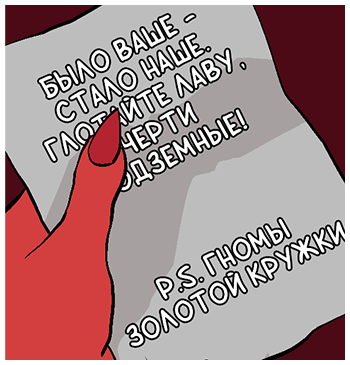 БЫЛО ВАШЕ -
СТАЛО НАШЕ.
ГЛОТАЙТЕ ЛАВУ,
ЧЕРТИ
ПОДЗЕМНЫЕ!
P.S. ГНОМЫ
ЗОЛОТОЙ КРУЖКИ